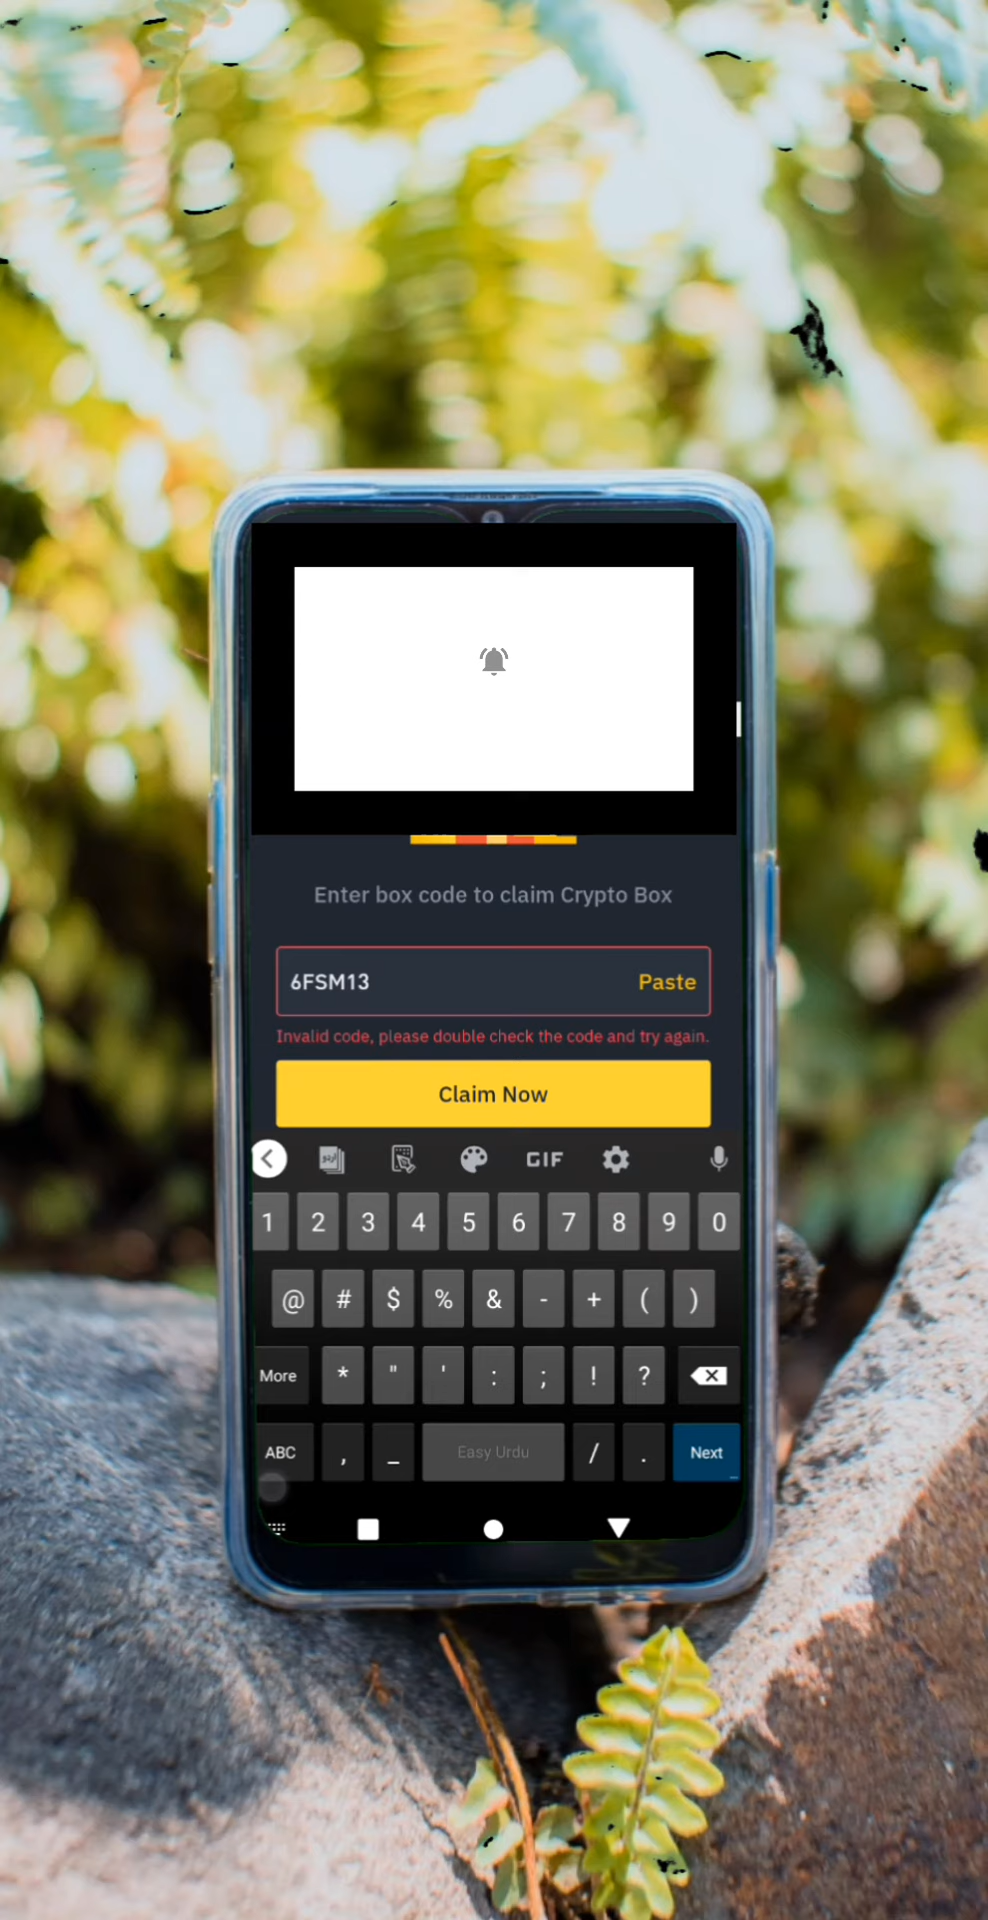 Enter box code to claim Crypto Box
6FSM13 Paste
Invalid code, please double check the code and try again.
Claim Now
اردو GIF
1 2 3 4 5 6 7 8 9 0
@ # $ % & - + ( )
More * " ' : ; ! ?
ABC , _ Easy Urdu / . Next